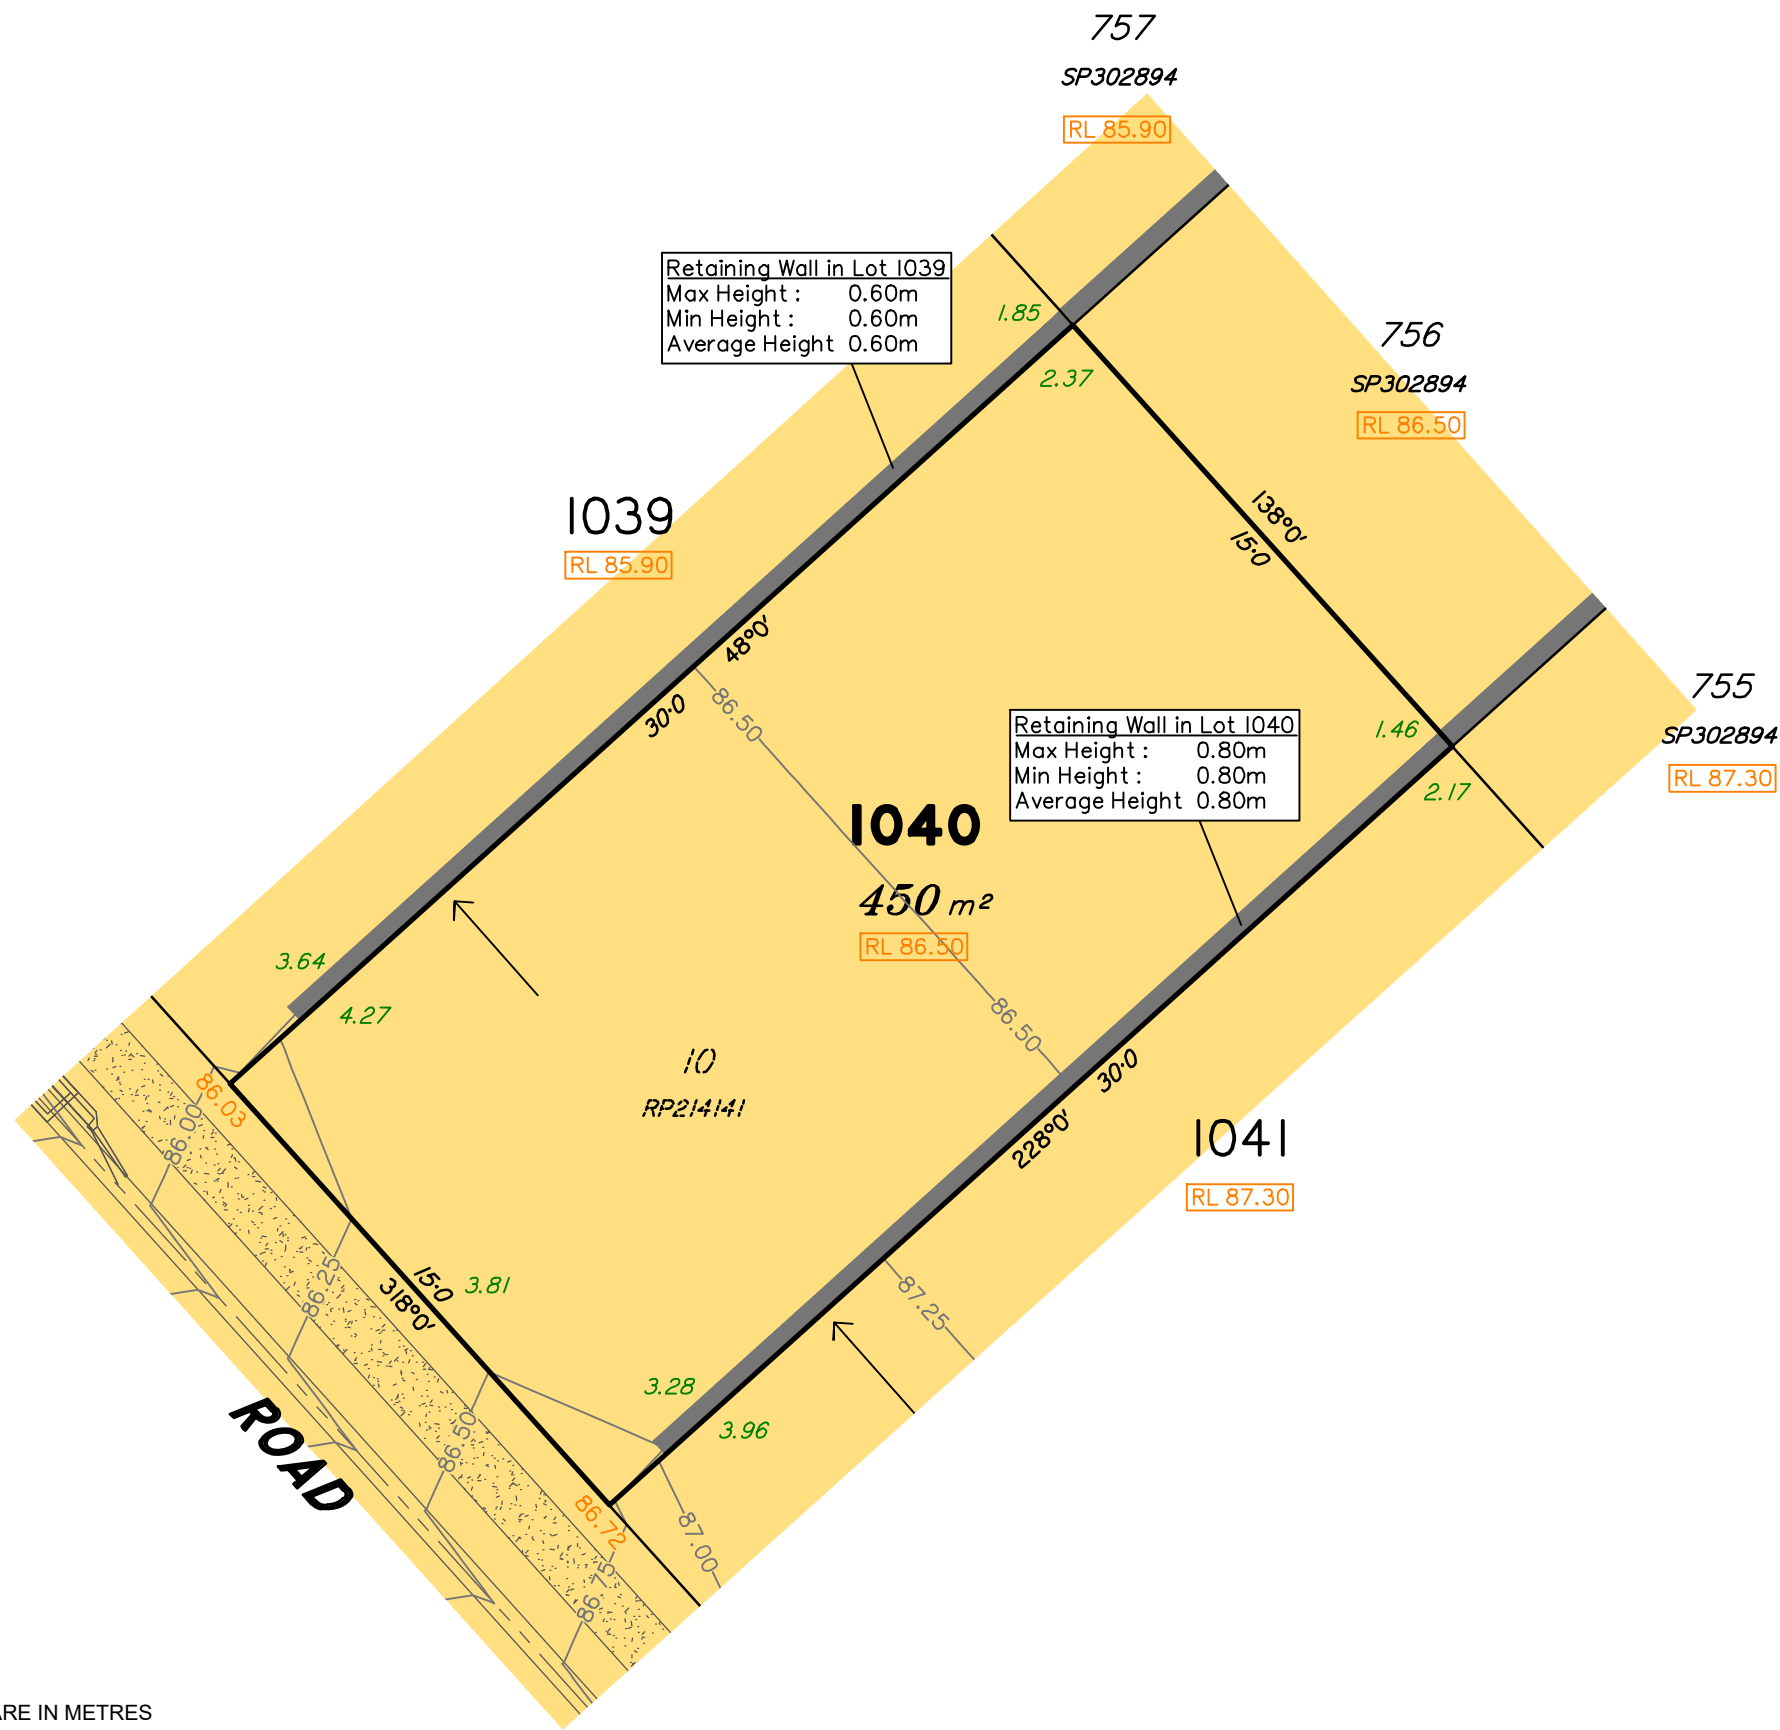 757
SP302894
RL 85.90
Retaining Wall in Lot 1039
Max Height : 0.60m
Min Height : 0.60m
Average Height 0.60m
1.85
2.37
756
SP302894
RL 86.50
1039
RL 85.90
138°0'
15·0
48°0'
30·0
86.50
755
SP302894
RL 87.30
Retaining Wall in Lot 1040
Max Height : 0.80m
Min Height : 0.80m
Average Height 0.80m
1.46
2.17
1040
450 m²
RL 86.50
3.64
4.27
86.50
10
RP214141
30·0
228°0'
1041
RL 87.30
86.03
86.00
86.25
15·0
318°0'
3.81
87.25
3.28
3.96
86.50
ROAD
86.72
87.00
86.75
ARE IN METRES